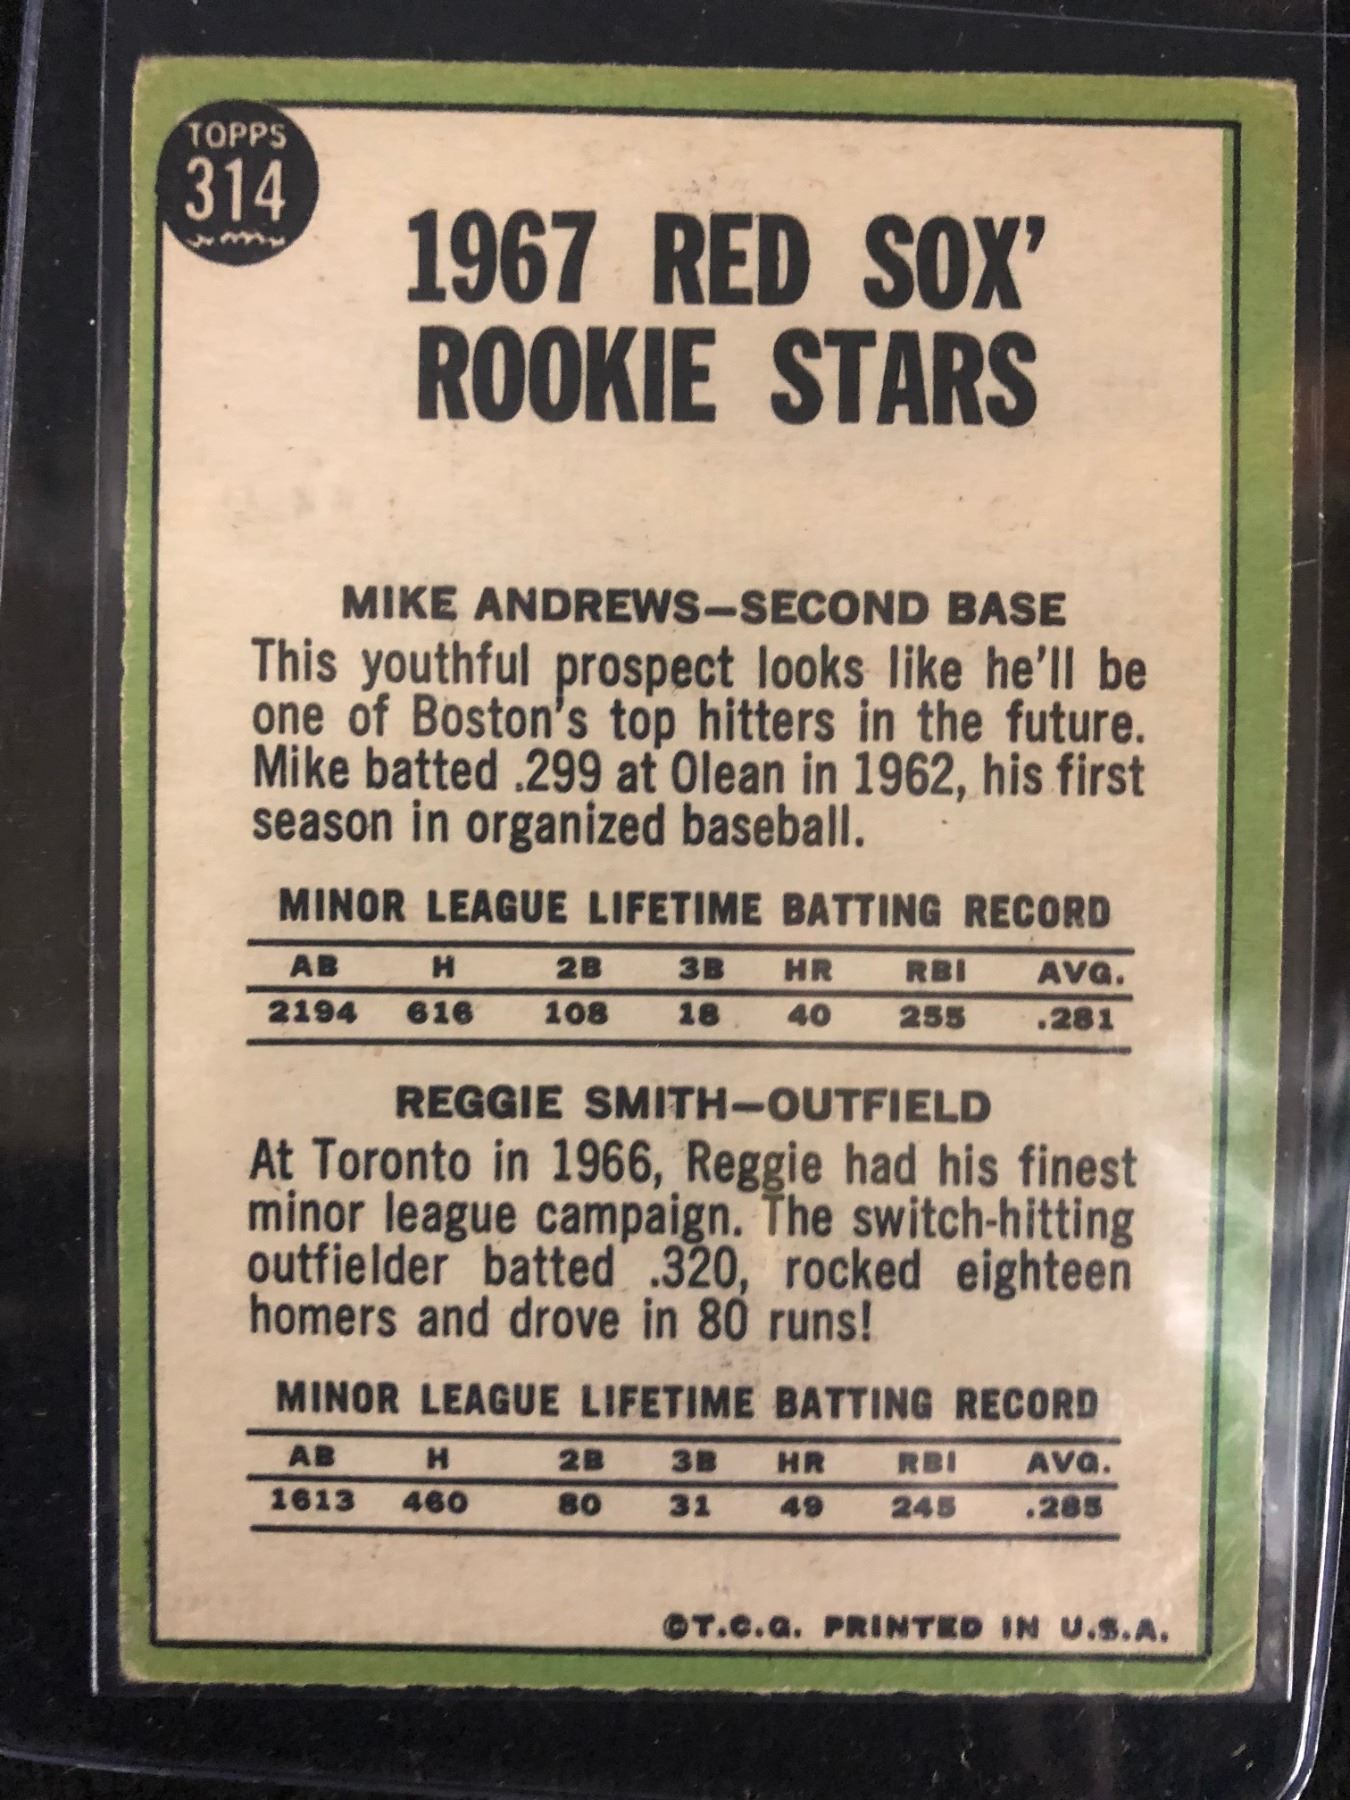 TOPPS
314
1967 RED SOX'
ROOKIE STARS
MIKE ANDREWS—SECOND BASE
This youthful prospect looks like he'll be
one of Boston's top hitters in the future.
Mike batted .299 at Olean in 1962, his first
season in organized baseball.
MINOR LEAGUE LIFETIME BATTING RECORD
AB H 2B 3B HR RBI AVG.
2194 616 108 18 40 255 .281
REGGIE SMITH—OUTFIELD
At Toronto in 1966, Reggie had his finest
minor league campaign. The switch-hitting
outfielder batted .320, rocked eighteen
homers and drove in 80 runs!
MINOR LEAGUE LIFETIME BATTING RECORD
AB H 2B 3B HR RBI AVG.
1613 460 80 31 49 245 .285
©T.C.G. PRINTED IN U.S.A.